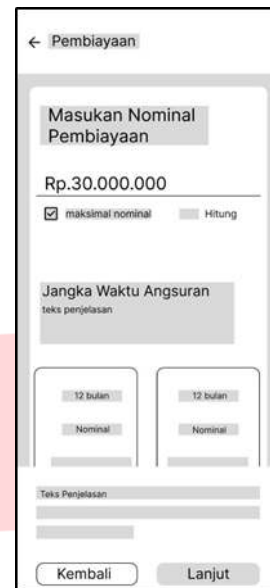 ← Pembiayaan
Masukan Nominal
Pembiayaan
Rp.30.000.000
maksimal nominal Hitung
Jangka Waktu Angsuran
teks penjelasan
12 bulan 12 bulan
Nominal Nominal
Teks Penjelasan
Kembali Lanjut